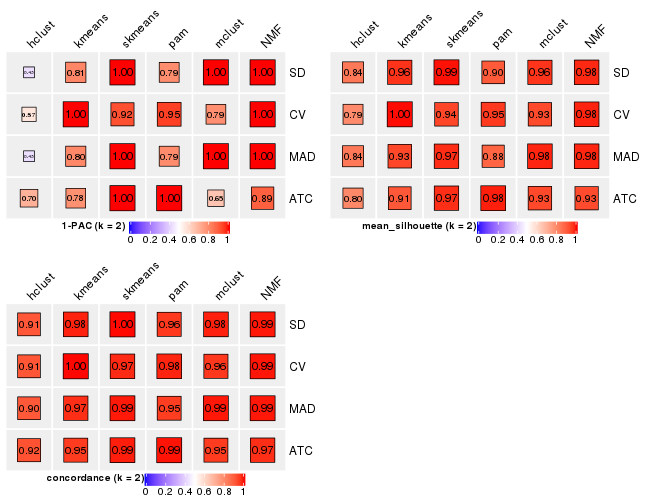 hclust kmeans skmeans pam mclust NMF
0.81 1.00 0.79 1.00 1.00 SD
0.57 1.00 0.92 0.95 0.79 1.00 CV
0.80 1.00 0.79 1.00 1.00 MAD
0.70 0.78 1.00 1.00 0.65 0.89 ATC
1-PAC (k = 2)
0 0.2 0.4 0.6 0.8 1
hclust kmeans skmeans pam mclust NMF
0.84 0.96 0.99 0.90 0.96 0.98 SD
0.79 1.00 0.94 0.95 0.93 0.98 CV
0.84 0.93 0.97 0.88 0.98 0.98 MAD
0.80 0.91 0.97 0.98 0.93 0.93 ATC
mean_silhouette (k = 2)
0 0.2 0.4 0.6 0.8 1
hclust kmeans skmeans pam mclust NMF
0.91 0.98 1.00 0.96 0.98 0.99 SD
0.91 1.00 0.97 0.98 0.96 0.99 CV
0.90 0.97 0.99 0.95 0.99 0.99 MAD
0.92 0.95 0.99 0.99 0.95 0.97 ATC
concordance (k = 2)
0 0.2 0.4 0.6 0.8 1